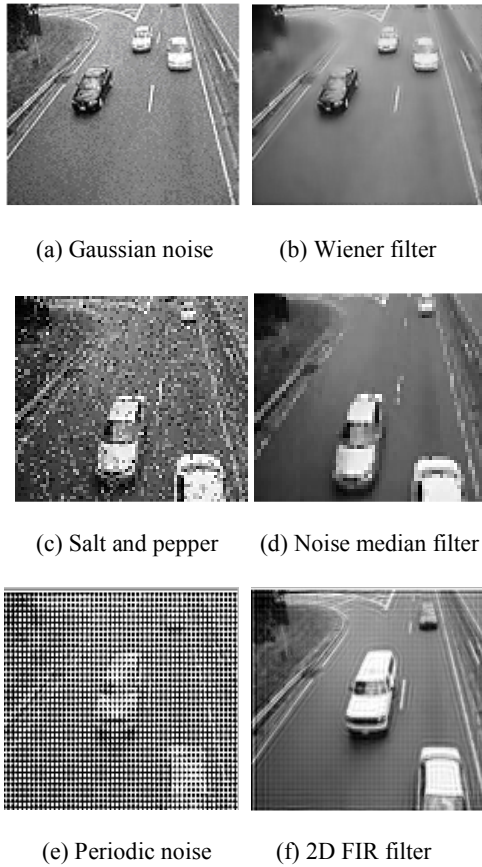 (a) Gaussian noise (b) Wiener filter
(c) Salt and pepper (d) Noise median filter
(e) Periodic noise (f) 2D FIR filter